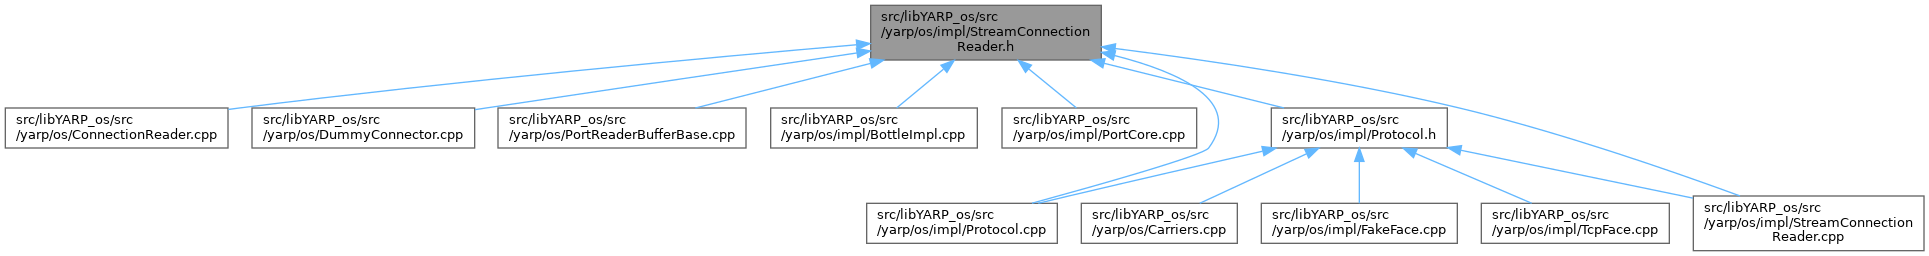 src/libYARP_os/src
/yarp/os/impl/StreamConnection
Reader.h
src/libYARP_os/src
/yarp/os/ConnectionReader.cpp
src/libYARP_os/src
/yarp/os/DummyConnector.cpp
src/libYARP_os/src
/yarp/os/PortReaderBufferBase.cpp
src/libYARP_os/src
/yarp/os/impl/BottleImpl.cpp
src/libYARP_os/src
/yarp/os/impl/PortCore.cpp
src/libYARP_os/src
/yarp/os/impl/Protocol.h
src/libYARP_os/src
/yarp/os/impl/Protocol.cpp
src/libYARP_os/src
/yarp/os/Carriers.cpp
src/libYARP_os/src
/yarp/os/impl/FakeFace.cpp
src/libYARP_os/src
/yarp/os/impl/TcpFace.cpp
src/libYARP_os/src
/yarp/os/impl/StreamConnection
Reader.cpp